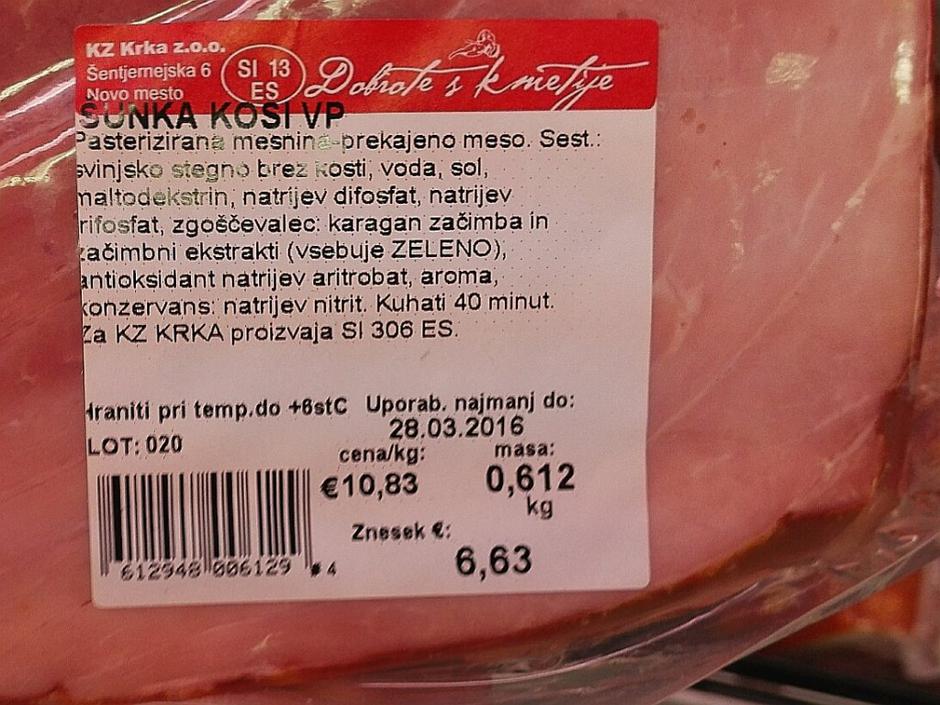 KZ Krka z.o.o.
Šentjernejska 6
Novo mesto
SI 13
ES
Dobrote s kmetije
ŠUNKA KOSI VP
Pasterizirana mesnina-prekajeno meso. Sest.:
svinjsko stegno brez kosti, voda, sol,
maltodekstrin, natrijev difosfat, natrijev
rifosfat, zgoščevalec: karagan začimba in
začimbni ekstrakti (vsebuje ZELENO),
antioksidant natrijev aritrobat, aroma,
konzervans: natrijev nitrit. Kuhati 40 minut.
Za KZ KRKA proizvaja SI 306 ES.
Hraniti pri temp.do +6stC Uporab. najmanj do:
28.03.2016
LOT: 020
cena/kg: masa:
€10,83 0,612
kg
Znesek €:
6,63
612948 006129 4